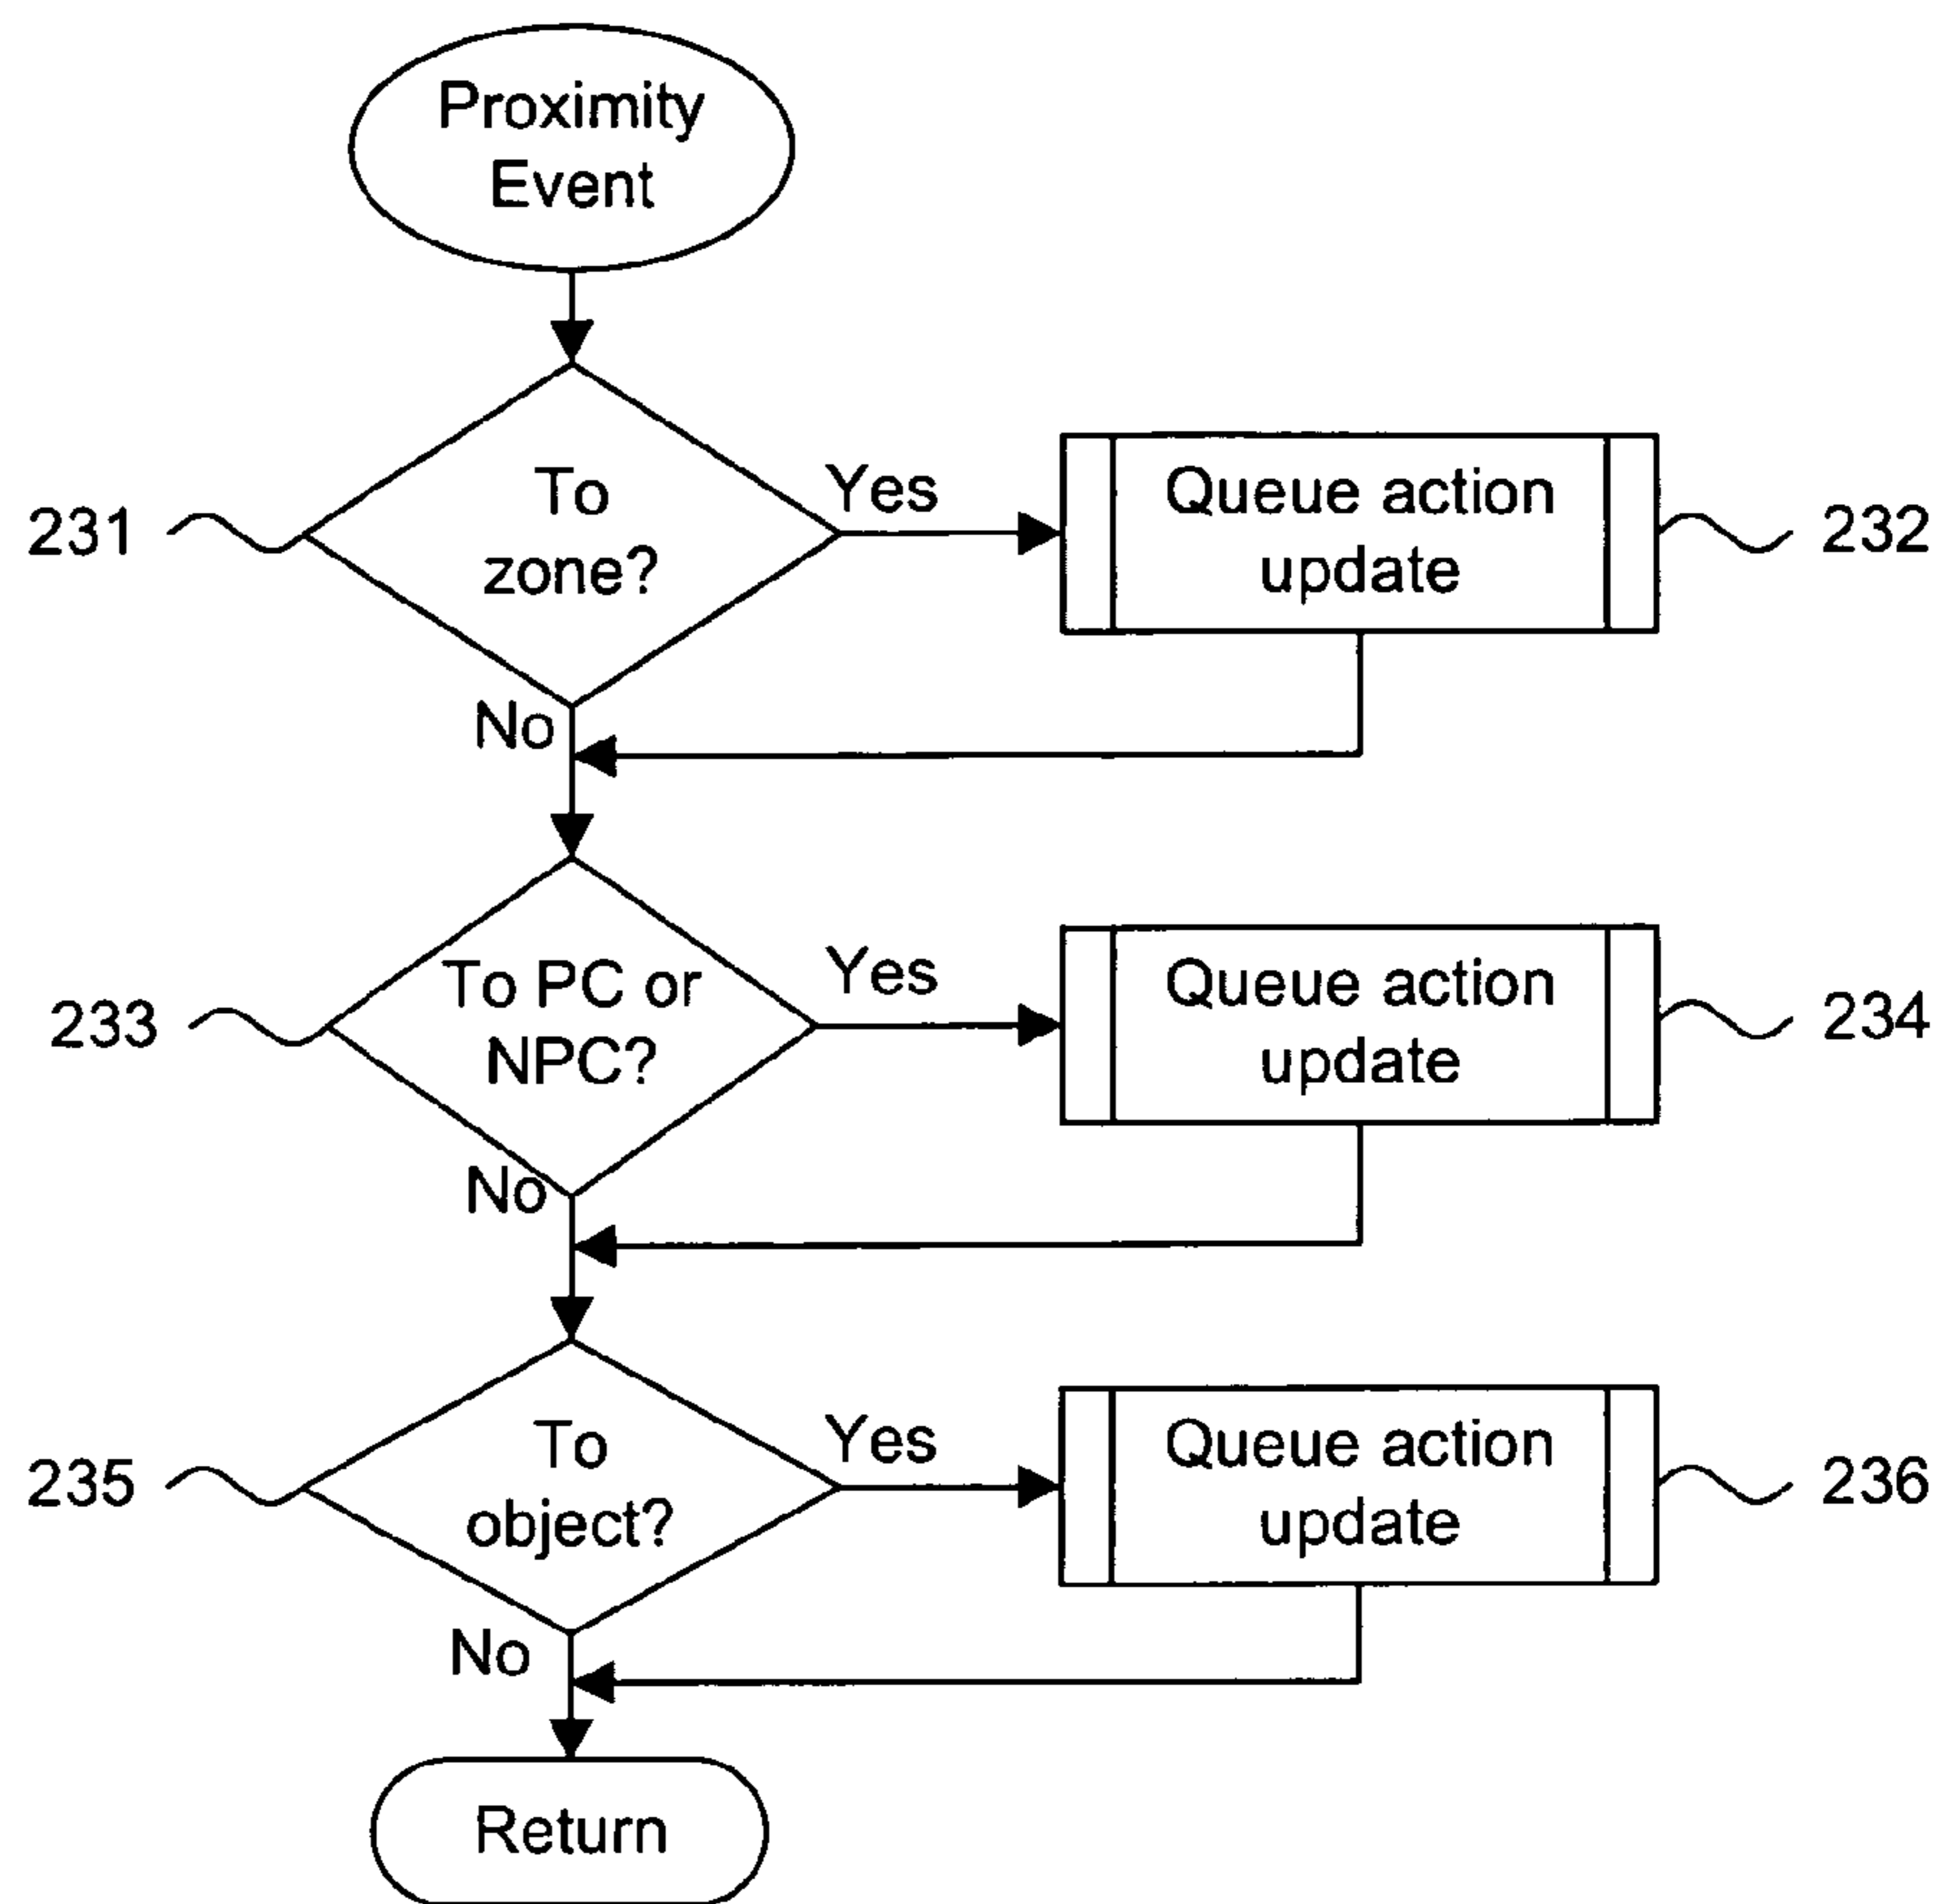 Proximity
Event
To
zone?
Yes
Queue action
update
231
232
No
To PC or
NPC?
Yes
Queue action
update
233
234
No
To
object?
Yes
Queue action
update
235
236
No
Return